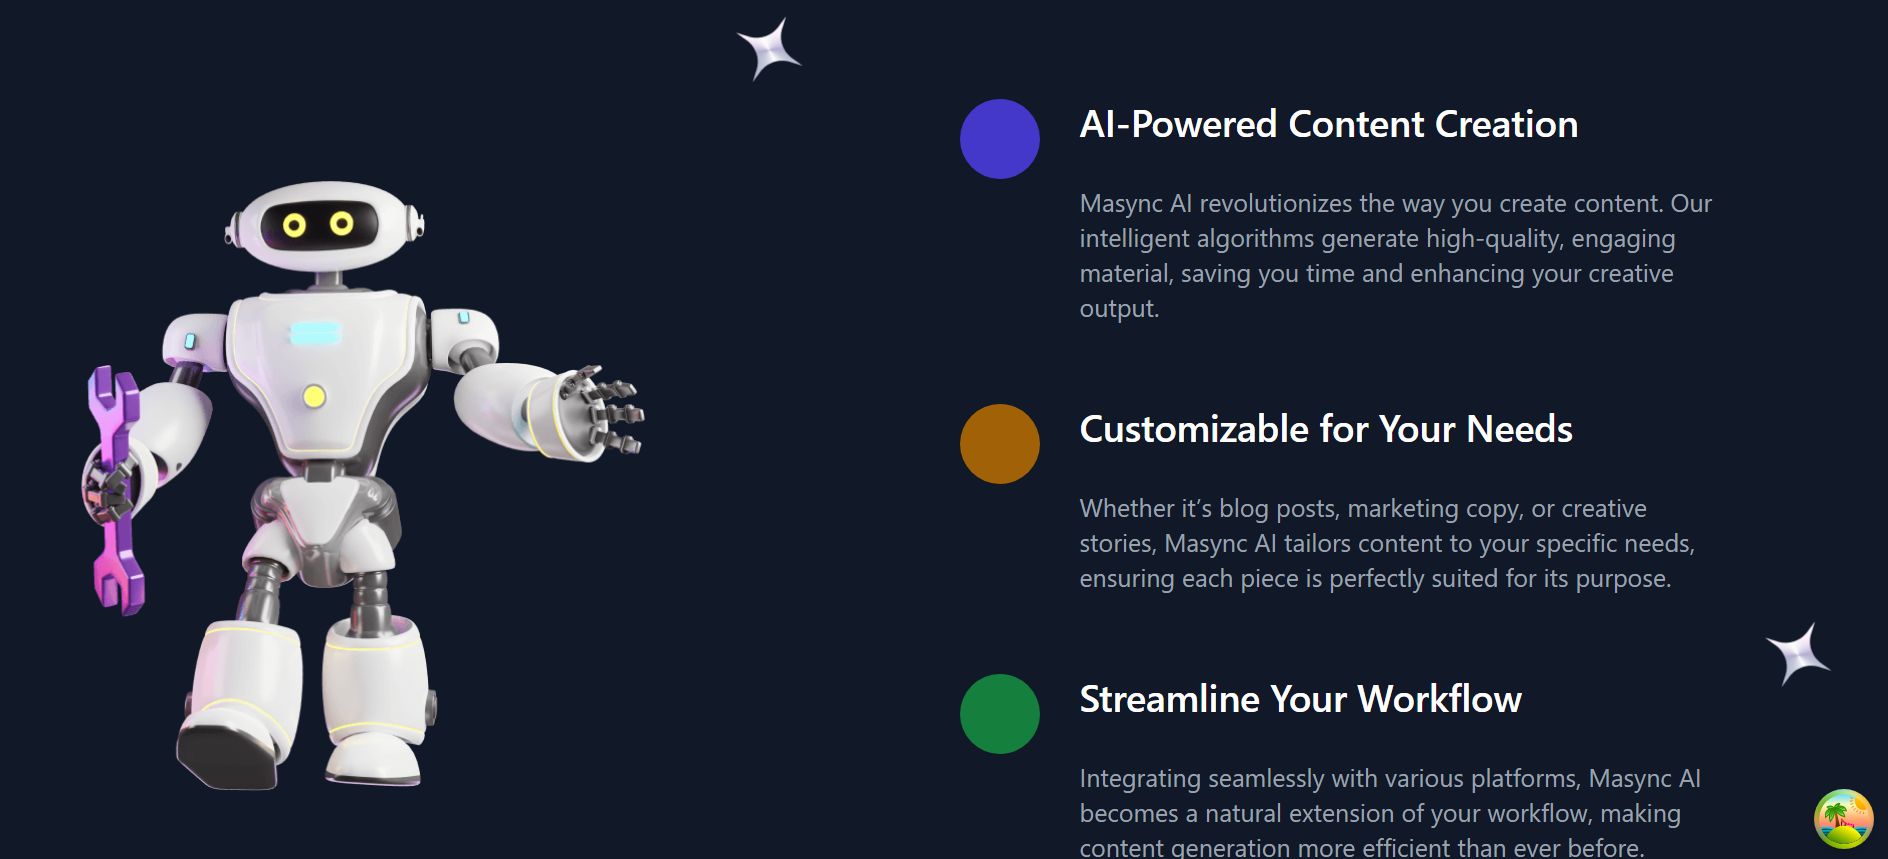 AI-Powered Content Creation
Masync AI revolutionizes the way you create content. Our
intelligent algorithms generate high-quality, engaging
material, saving you time and enhancing your creative
output.
Customizable for Your Needs
Whether it’s blog posts, marketing copy, or creative
stories, Masync AI tailors content to your specific needs,
ensuring each piece is perfectly suited for its purpose.
Streamline Your Workflow
Integrating seamlessly with various platforms, Masync AI
becomes a natural extension of your workflow, making
content generation more efficient than ever before.